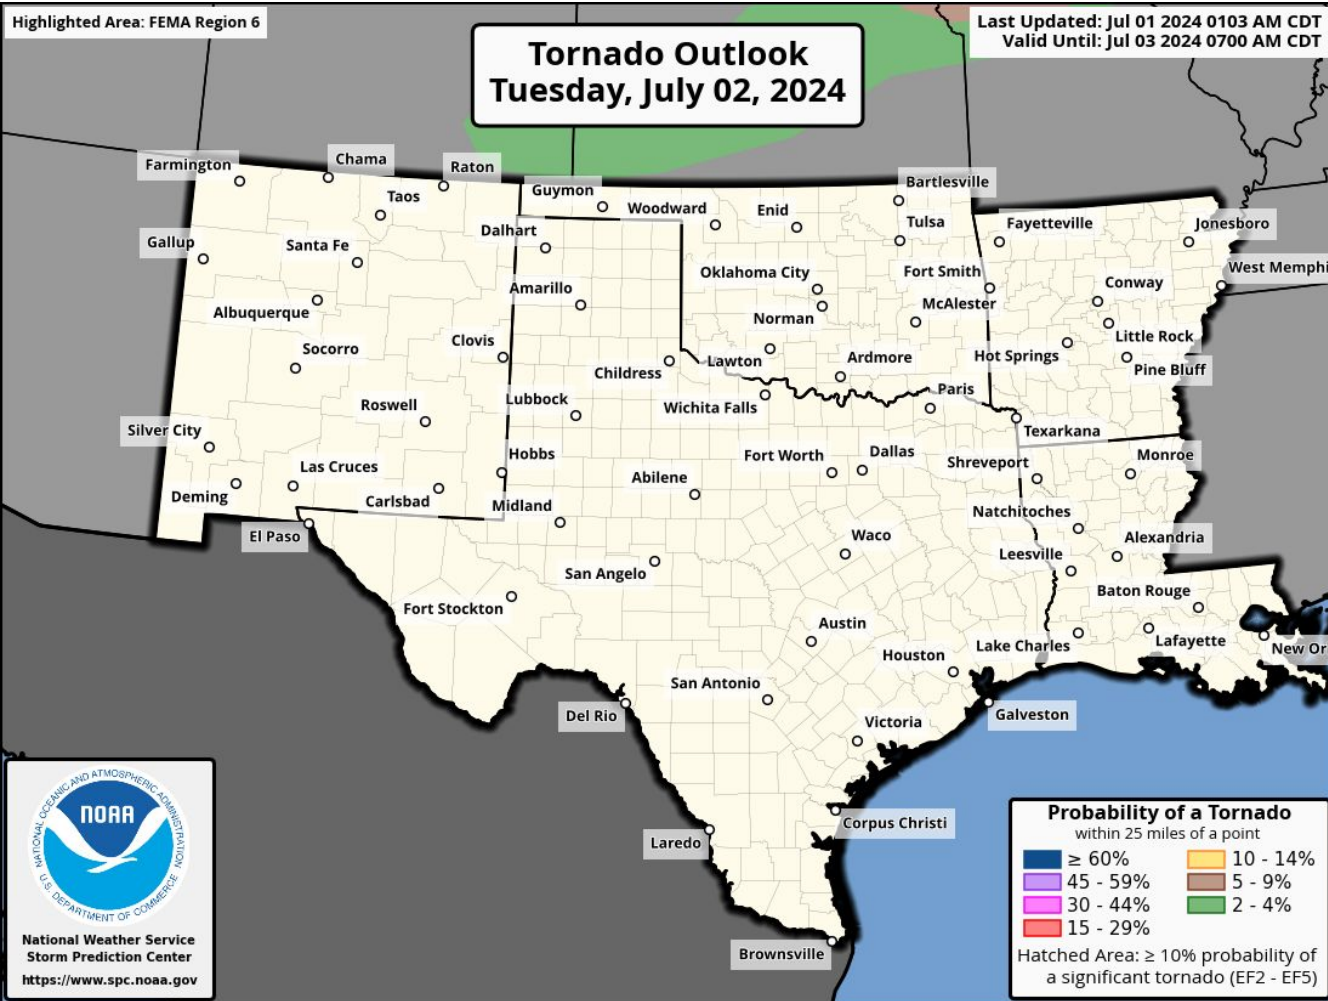 Highlighted Area: FEMA Region 6
Last Updated: Jul 01 2024 0103 AM CDT
Valid Until: Jul 03 2024 0700 AM CDT
Tornado Outlook
Tuesday, July 02, 2024
Farmington
Chama
Raton
Taos
Guymon
Woodward
Enid
Bartlesville
Tulsa
Fayetteville
Jonesboro
Gallup
Santa Fe
Dalhart
Oklahoma City
Fort Smith
West Memphi
Amarillo
Conway
Albuquerque
Norman
McAlester
Little Rock
Socorro
Clovis
Childress
Lawton
Ardmore
Hot Springs
Pine Bluff
Roswell
Lubbock
Wichita Falls
Paris
Texarkana
Silver City
Las Cruces
Hobbs
Fort Worth
Dallas
Shreveport
Monroe
Deming
Carlsbad
Midland
Abilene
Natchitoches
El Paso
Waco
Leesville
Alexandria
San Angelo
Baton Rouge
Fort Stockton
Austin
Houston
Lake Charles
Lafayette
New Or
San Antonio
Del Rio
Victoria
Galveston
Corpus Christi
Laredo
Brownsville
NATIONAL OCEANIC AND ATMOSPHERIC ADMINISTRATION
NOAA
U.S. DEPARTMENT OF COMMERCE
National Weather Service
Storm Prediction Center
https://www.spc.noaa.gov
Probability of a Tornado
within 25 miles of a point
≥ 60%
10 - 14%
45 - 59%
5 - 9%
30 - 44%
2 - 4%
15 - 29%
Hatched Area: ≥ 10% probability of
a significant tornado (EF2 - EF5)